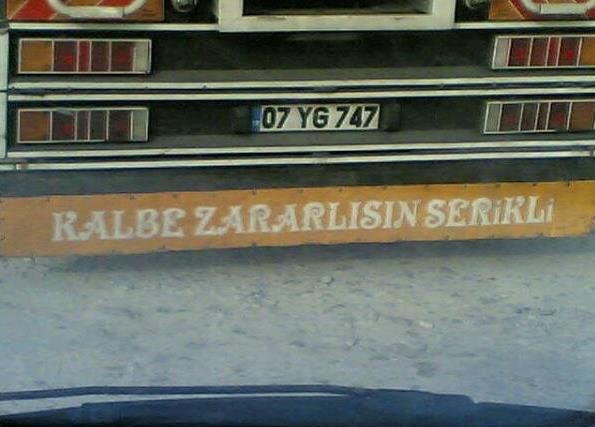 07 YG 747
KALBE ZARARLISIN SERiKLi